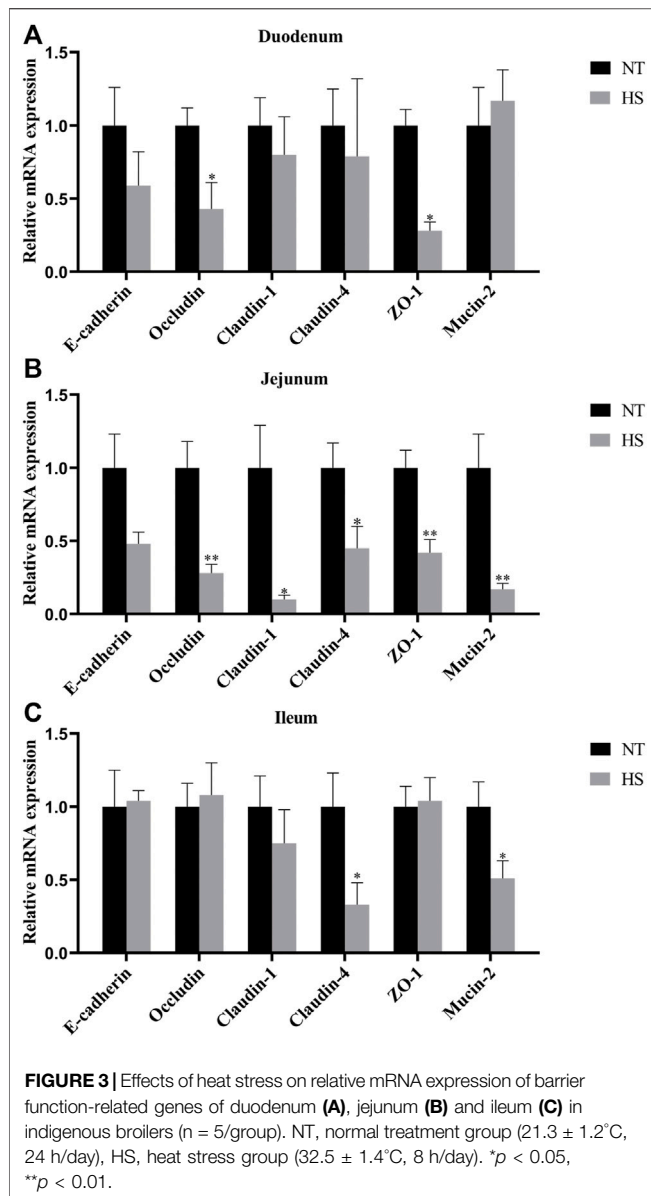 A
Duodenum
Relative mRNA expression
1.5
1.0
0.5
0.0
*
*
NT
HS
E-cadherin
Occludin
Claudin-1
Claudin-4
ZO-1
Mucin-2
B
Jejunum
Relative mRNA expression
1.5
1.0
0.5
0.0
**
*
*
**
**
NT
HS
E-cadherin
Occludin
Claudin-1
Claudin-4
ZO-1
Mucin-2
C
Ileum
Relative mRNA expression
1.5
1.0
0.5
0.0
*
*
NT
HS
E-cadherin
Occludin
Claudin-1
Claudin-4
ZO-1
Mucin-2
FIGURE 3 | Effects of heat stress on relative mRNA expression of barrier
function-related genes of duodenum (A), jejunum (B) and ileum (C) in
indigenous broilers (n = 5/group). NT, normal treatment group (21.3 ± 1.2°C,
24 h/day), HS, heat stress group (32.5 ± 1.4°C, 8 h/day). *p < 0.05,
**p < 0.01.